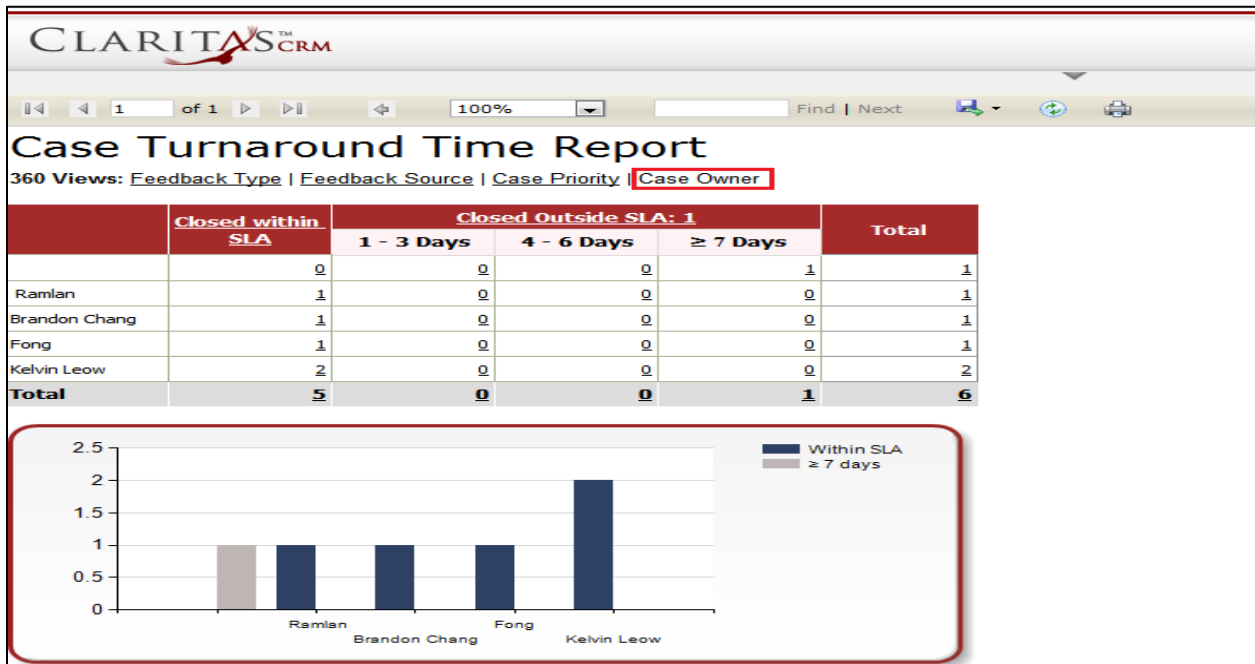 CLARITAS™CRM
1 of 1 100% Find | Next
Case Turnaround Time Report
360 Views: Feedback Type | Feedback Source | Case Priority | Case Owner
Closed within SLA Closed Outside SLA: 1 Total
1 - 3 Days 4 - 6 Days ≥ 7 Days
0 0 0 1 1
Ramlan 1 0 0 0 1
Brandon Chang 1 0 0 0 1
Fong 1 0 0 0 1
Kelvin Leow 2 0 0 0 2
Total 5 0 0 1 6
2.5
2
1.5
1
0.5
0
Within SLA
≥ 7 days
Ramlan Fong
Brandon Chang Kelvin Leow